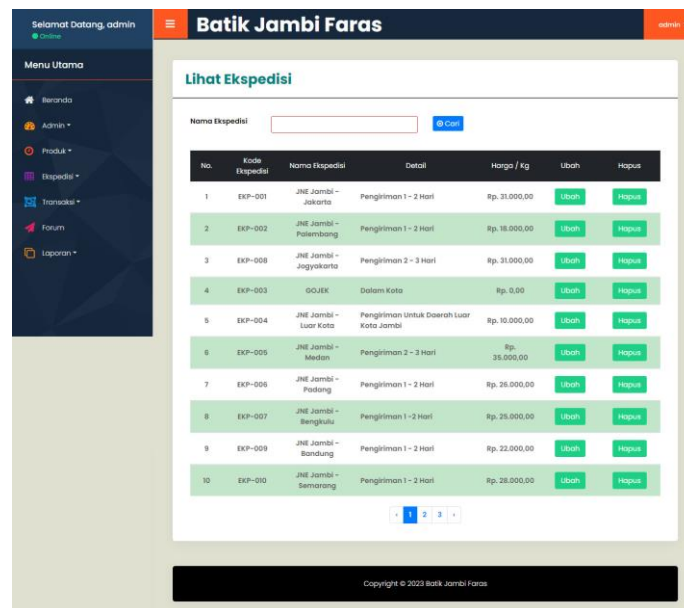 Selamat Datang, admin
Online
Batik Jambi Faras
admin
Menu Utama
Beranda
Admin
Produk
Ekspedisi
Transaksi
Forum
Laporan
Lihat Ekspedisi
Nama Ekspedisi
Cari
No. Kode Ekspedisi Nama Ekspedisi Detail Harga / Kg Ubah Hapus
1 EKP-001 JNE Jambi - Jakarta Pengiriman 1 - 2 Hari Rp. 31.000,00 Ubah Hapus
2 EKP-002 JNE Jambi - Palembang Pengiriman 1 - 2 Hari Rp. 18.000,00 Ubah Hapus
3 EKP-008 JNE Jambi - Jogyakarta Pengiriman 2 - 3 Hari Rp. 31.000,00 Ubah Hapus
4 EKP-003 GOJEK Dalam Kota Rp. 0,00 Ubah Hapus
5 EKP-004 JNE Jambi - Luar Kota Pengiriman Untuk Daerah Luar Kota Jambi Rp. 10.000,00 Ubah Hapus
6 EKP-005 JNE Jambi - Medan Pengiriman 2 - 3 Hari Rp. 35.000,00 Ubah Hapus
7 EKP-006 JNE Jambi - Padang Pengiriman 1 - 2 Hari Rp. 26.000,00 Ubah Hapus
8 EKP-007 JNE Jambi - Bengkulu Pengiriman 1 -2 Hari Rp. 25.000,00 Ubah Hapus
9 EKP-009 JNE Jambi - Bandung Pengiriman 1 - 2 Hari Rp. 22.000,00 Ubah Hapus
10 EKP-010 JNE Jambi - Semarang Pengiriman 1 - 2 Hari Rp. 28.000,00 Ubah Hapus
‹ 1 2 3 ›
Copyright © 2023 Batik Jambi Faras